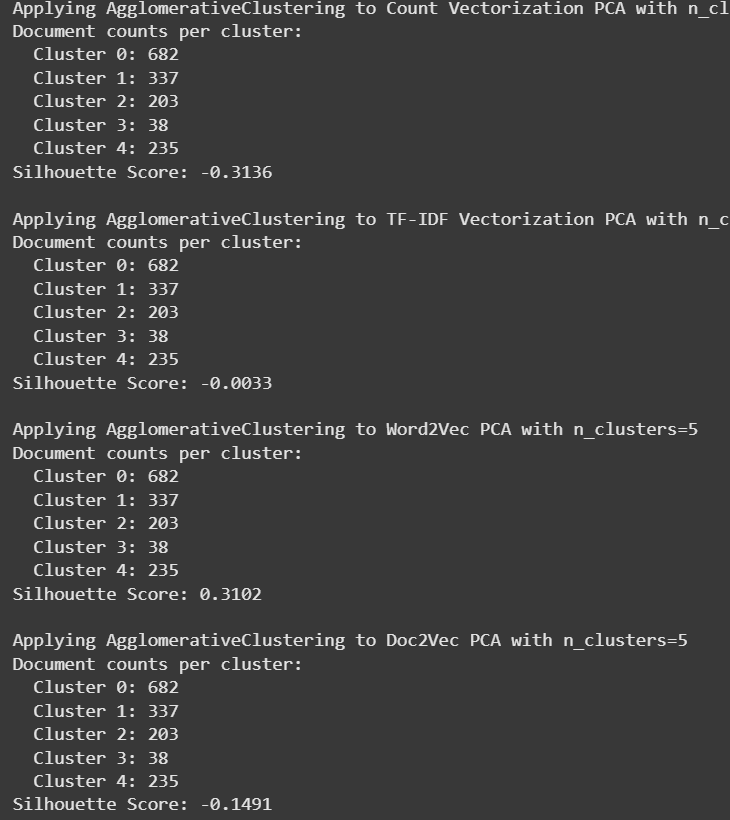 Applying AgglomerativeClustering to Count Vectorization PCA with n_cl
Document counts per cluster:
  Cluster 0: 682
  Cluster 1: 337
  Cluster 2: 203
  Cluster 3: 38
  Cluster 4: 235
Silhouette Score: -0.3136

Applying AgglomerativeClustering to TF-IDF Vectorization PCA with n_c
Document counts per cluster:
  Cluster 0: 682
  Cluster 1: 337
  Cluster 2: 203
  Cluster 3: 38
  Cluster 4: 235
Silhouette Score: -0.0033

Applying AgglomerativeClustering to Word2Vec PCA with n_clusters=5
Document counts per cluster:
  Cluster 0: 682
  Cluster 1: 337
  Cluster 2: 203
  Cluster 3: 38
  Cluster 4: 235
Silhouette Score: 0.3102

Applying AgglomerativeClustering to Doc2Vec PCA with n_clusters=5
Document counts per cluster:
  Cluster 0: 682
  Cluster 1: 337
  Cluster 2: 203
  Cluster 3: 38
  Cluster 4: 235
Silhouette Score: -0.1491